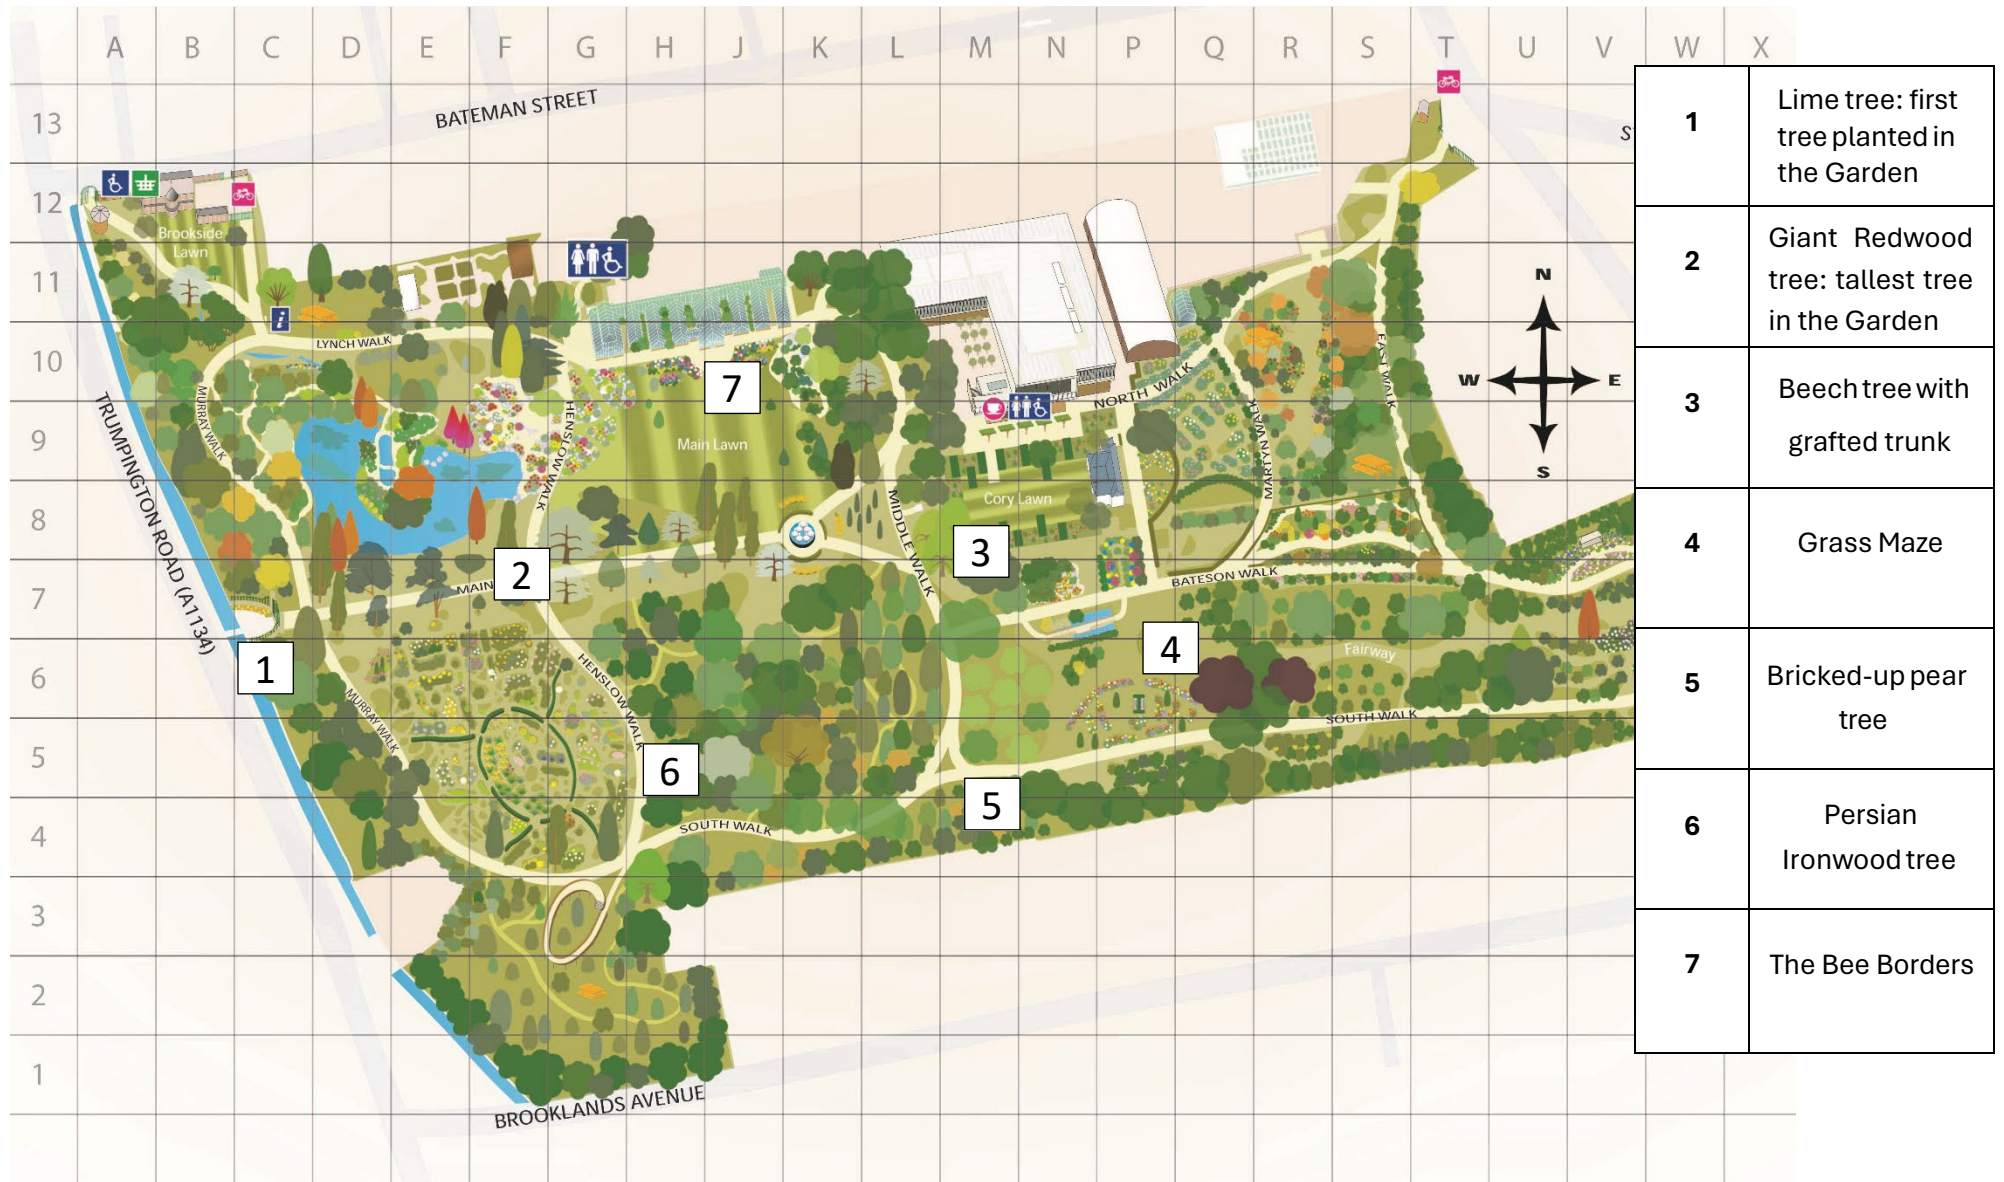 A B C D E F G H J K L M N P Q R S T U V W X
13
12
11
10
9
8
7
6
5
4
3
2
1
BATEMAN STREET
Brookside
Lawn
i
LYNCH WALK
MURRAY WALK
TRUMPINGTON ROAD (A1134)
HENSLOW WALK
Main Lawn
7
NORTH WALK
EAST WALK
MARTYN WALK
Cory Lawn
MIDDLE WALK
3
2
MAIN
BATESON WALK
1
MURRAY WALK
HENSLOW WALK
4
Fairway
SOUTH WALK
6
5
SOUTH WALK
BROOKLANDS AVENUE
N
W E
S
1 Lime tree: first
tree planted in
the Garden
2 Giant Redwood
tree: tallest tree
in the Garden
3 Beech tree with
grafted trunk
4 Grass Maze
5 Bricked-up pear
tree
6 Persian
Ironwood tree
7 The Bee Borders